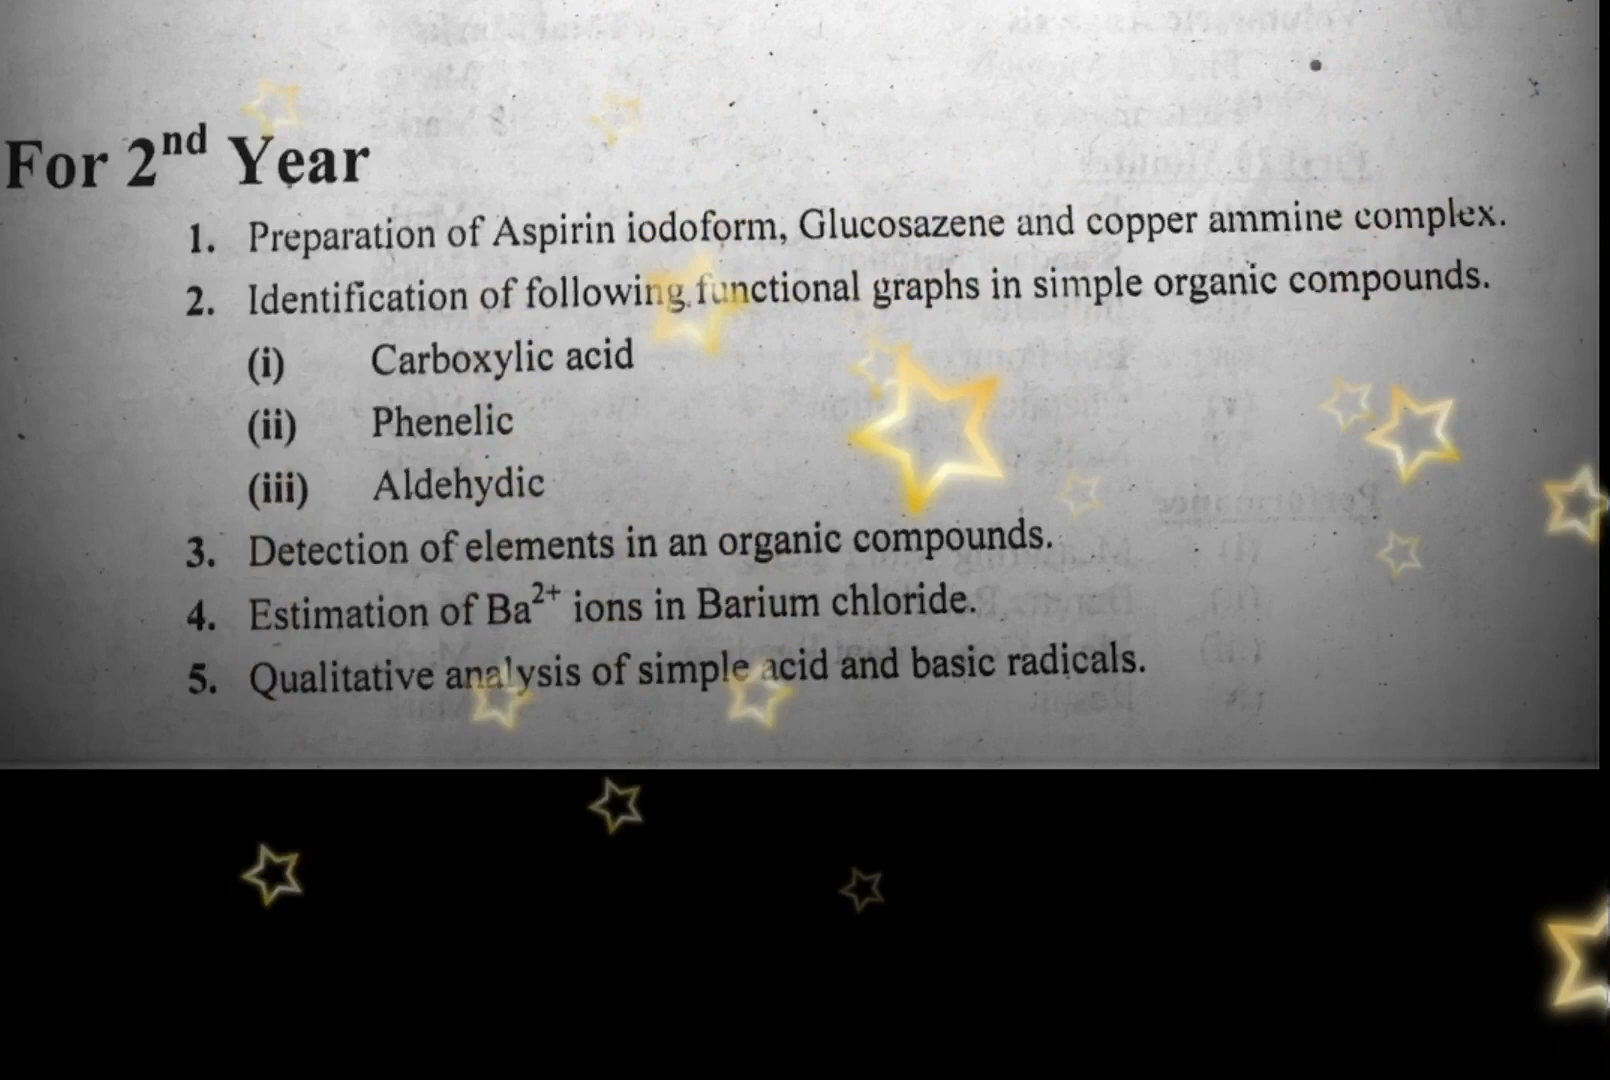 For 2nd Year
1. Preparation of Aspirin iodoform, Glucosazene and copper ammine complex.
2. Identification of following functional graphs in simple organic compounds.
(i) Carboxylic acid
(ii) Phenelic
(iii) Aldehydic
3. Detection of elements in an organic compounds.
4. Estimation of Ba2+ ions in Barium chloride.
5. Qualitative analysis of simple acid and basic radicals.